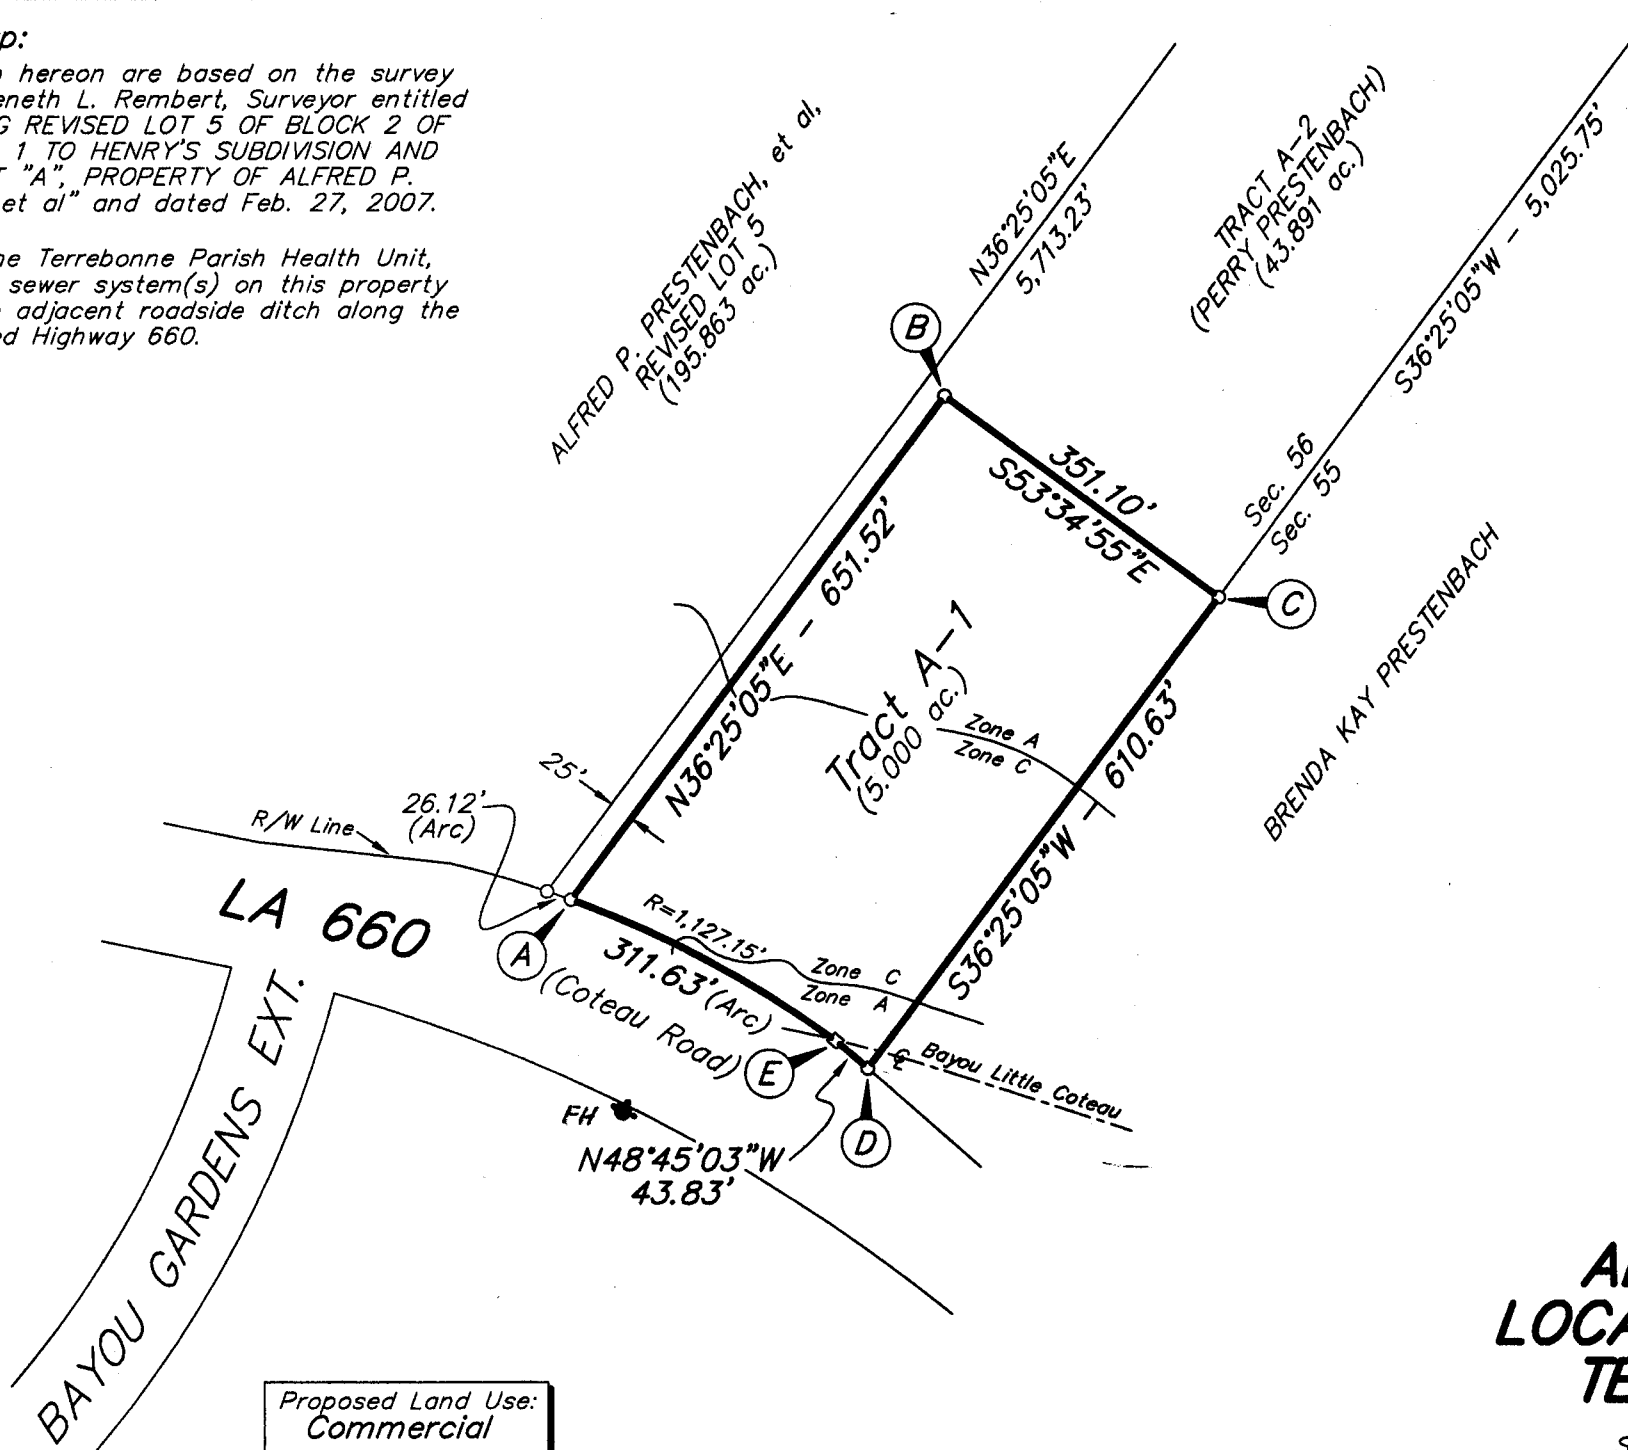 p:
hereon are based on the survey
eneth L. Rembert, Surveyor entitled
G REVISED LOT 5 OF BLOCK 2 OF
1 TO HENRY'S SUBDIVISION AND
T "A", PROPERTY OF ALFRED P.
et al" and dated Feb. 27, 2007.
ne Terrebonne Parish Health Unit,
sewer system(s) on this property
adjacent roadside ditch along the
ed Highway 660.
ALFRED P. PRESTENBACH, et al,
REVISED LOT 5
(195.863 ac.)
N36°25'05"E
5,713.23'
TRACT A-2
(PERRY PRESTENBACH)
(43.891 ac.)
S36°25'05"W - 5,025.75'
B
351.10'
S53°34'55"E
Sec. 56
Sec. 55
C
N36°25'05"E - 651.52'
Tract A-1
(5.000 ac.)
Zone A
Zone C
S36°25'05"W - 610.63'
BRENDA KAY PRESTENBACH
25'
26.12'
(Arc)
R/W Line
LA 660
A
R=1,127.15'
311.63' (Arc)
(Coteau Road)
Zone C
Zone A
E
℄ Bayou Little Coteau
D
FH
N48°45'03"W
43.83'
BAYOU GARDENS EXT.
Proposed Land Use:
Commercial
LOCA
TE